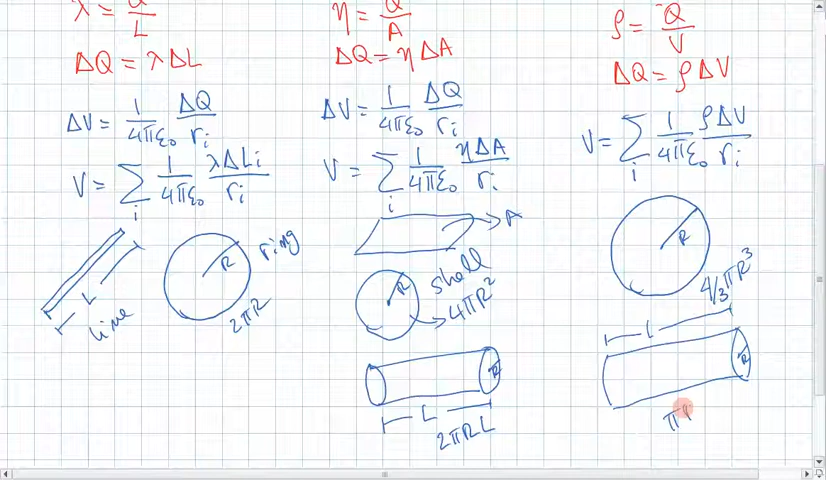 λ = Q/L
ΔQ = λΔL
ΔV = 1/4πε₀ ΔQ/rᵢ
V = Σᵢ 1/4πε₀ λΔLᵢ/rᵢ
L
line
R
ring
2πR
η = Q/A
ΔQ = ηΔA
ΔV = 1/4πε₀ ΔQ/rᵢ
V = Σᵢ 1/4πε₀ ηΔA/rᵢ
A
R
shell
4πR²
R
L
2πRL
ρ = Q/V
ΔQ = ρΔV
V = Σᵢ 1/4πε₀ ρΔV/rᵢ
R
4/3πR³
L
R
π